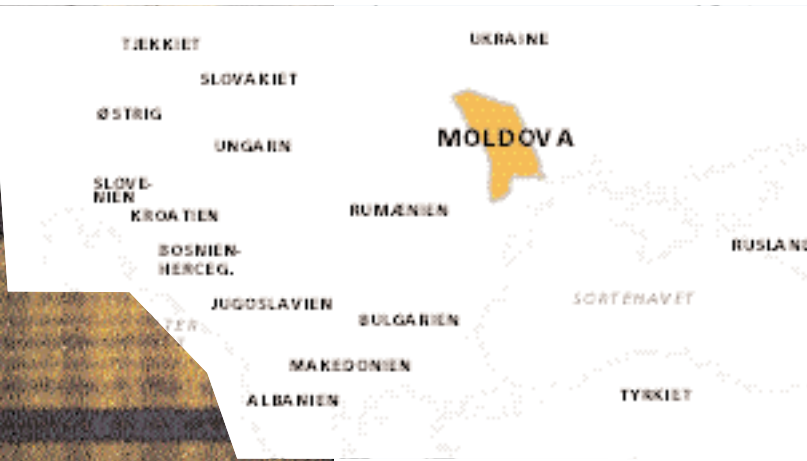 TJEKKIET
UKRAINE
SLOVAKIET
ØSTRIG
MOLDOVA
UNGARN
SLOVE-
NIEN
KROATIEN
RUMÆNIEN
BOSNIEN-
HERCEG.
RUSLAND
SORTEHAVET
JUGOSLAVIEN
BULGARIEN
TER
MAKEDONIEN
ALBANIEN
TYRKIET